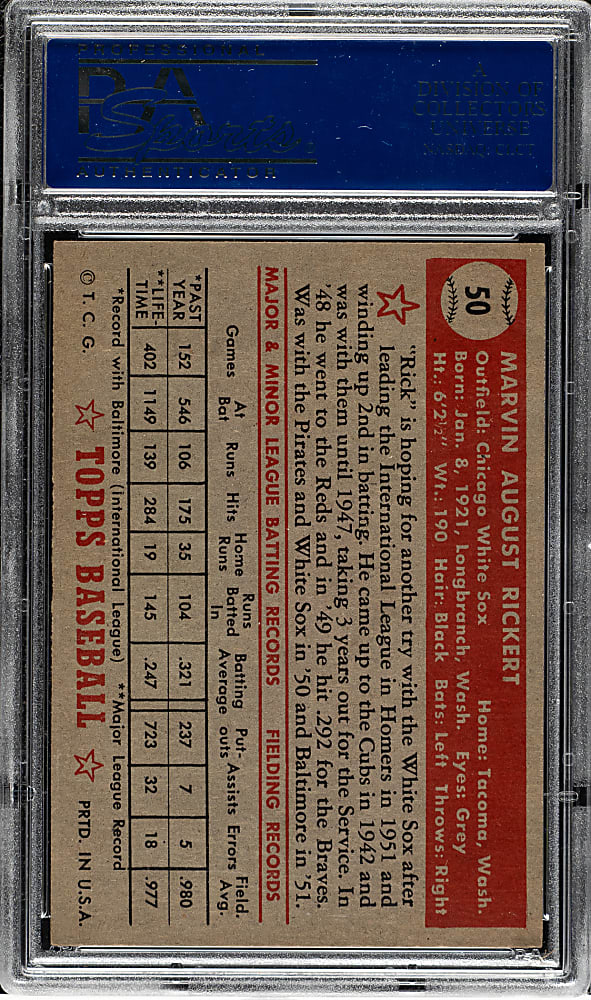 PROFESSIONAL
PSA
Sports
AUTHENTICATOR
A
DIVISION OF
COLLECTORS
UNIVERSE
NASDAQ: CLCT
50
MARVIN AUGUST RICKERT
Outfield: Chicago White Sox Home: Tacoma, Wash.
Born: Jan. 8, 1921, Longbranch, Wash. Eyes: Grey
Ht.: 6'2½" Wt.: 190 Hair: Black Bats: Left Throws: Right
"Rick" is hoping for another try with the White Sox after
leading the International League in Homers in 1951 and
winding up 2nd in batting. He came up to the Cubs in 1942 and
was with them until 1947, taking 3 years out for the Service. In
'48 he went to the Reds and in '49 he hit .292 for the Braves.
Was with the Pirates and White Sox in '50 and Baltimore in '51.
MAJOR & MINOR LEAGUE BATTING RECORDS FIELDING RECORDS
Games At Bat Runs Hits Home Runs Runs Batted In Batting Average Put-outs Assists Errors Field. Avg.
*PAST YEAR 152 546 106 175 35 104 .321 237 7 5 .980
**LIFE-TIME 402 1149 139 284 19 145 .247 723 32 18 .977
*Record with Baltimore (International League) **Major League Record
© T. C. G. TOPPS BASEBALL PRTD. IN U.S.A.